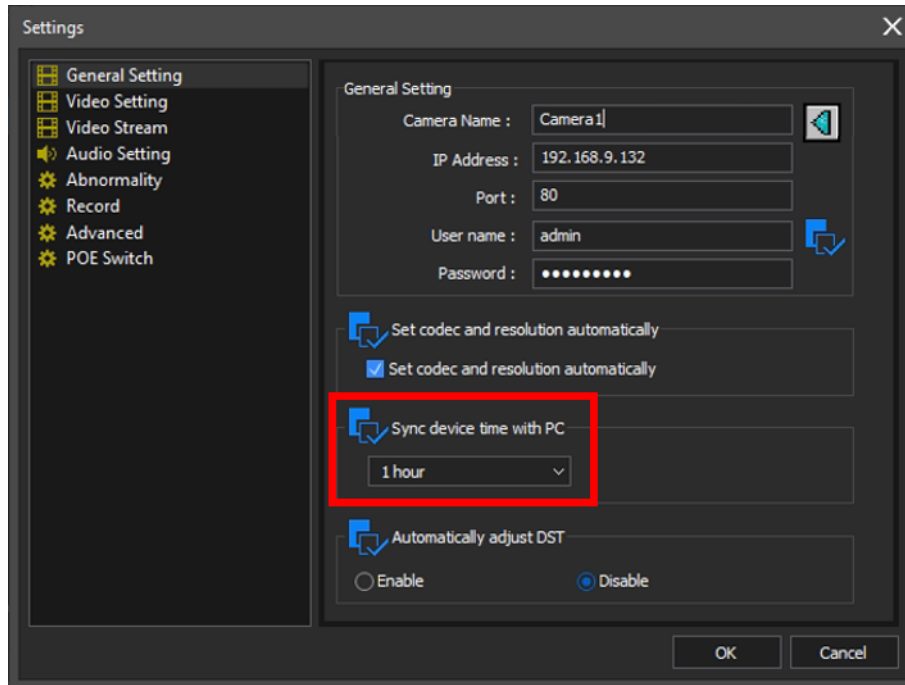 Settings
General Setting
Video Setting
Video Stream
Audio Setting
Abnormality
Record
Advanced
POE Switch
General Setting
Camera Name : Camera1
IP Address : 192.168.9.132
Port : 80
User name : admin
Password : •••••••••
Set codec and resolution automatically
Set codec and resolution automatically
Sync device time with PC
1 hour
Automatically adjust DST
Enable Disable
OK Cancel